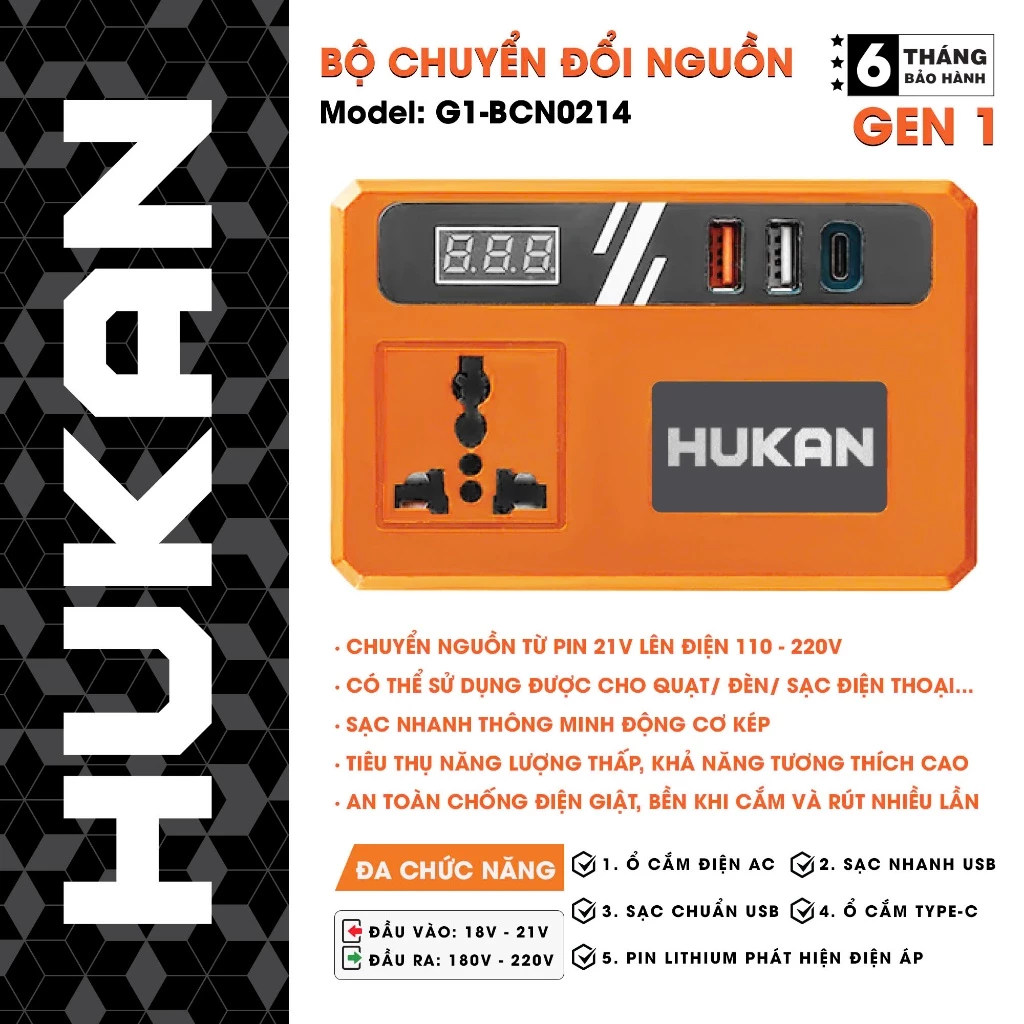 HUKAN
BỘ CHUYỂN ĐỔI NGUỒN
Model: G1-BCN0214
6 THÁNG
BẢO HÀNH
GEN 1
8.8.8.
HUKAN
· CHUYỂN NGUỒN TỪ PIN 21V LÊN ĐIỆN 110 - 220V
· CÓ THỂ SỬ DỤNG ĐƯỢC CHO QUẠT/ ĐÈN/ SẠC ĐIỆN THOẠI...
· SẠC NHANH THÔNG MINH ĐỘNG CƠ KÉP
· TIÊU THỤ NĂNG LƯỢNG THẤP, KHẢ NĂNG TƯƠNG THÍCH CAO
· AN TOÀN CHỐNG ĐIỆN GIẬT, BỀN KHI CẮM VÀ RÚT NHIỀU LẦN
ĐA CHỨC NĂNG
1. Ổ CẮM ĐIỆN AC
2. SẠC NHANH USB
3. SẠC CHUẨN USB
4. Ổ CẮM TYPE-C
5. PIN LITHIUM PHÁT HIỆN ĐIỆN ÁP
ĐẦU VÀO: 18V - 21V
ĐẦU RA: 180V - 220V